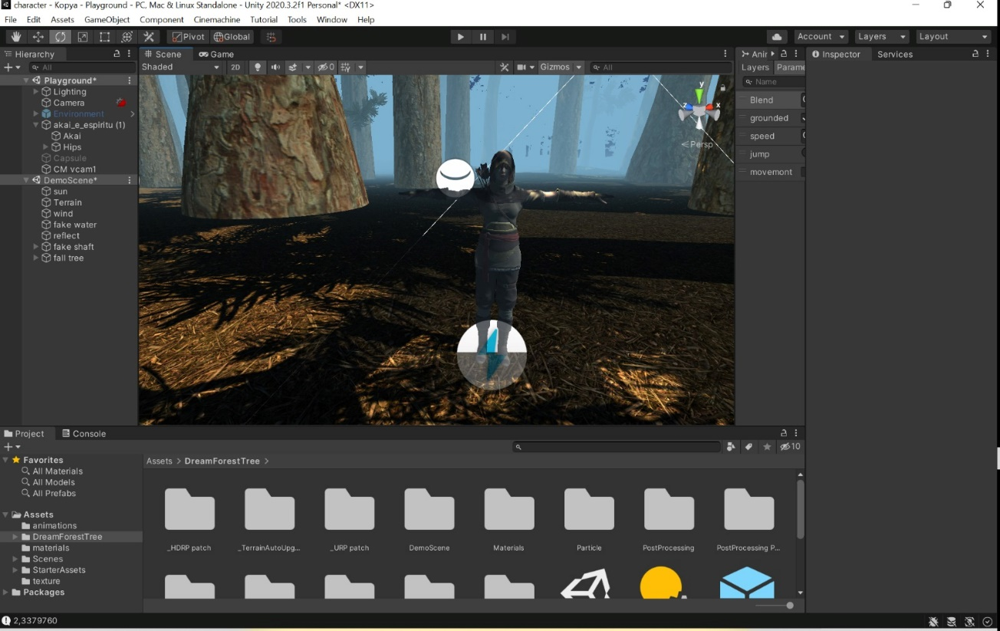 character - Kopya - Playground - PC, Mac & Linux Standalone - Unity 2020.3.2f1 Personal* <DX11>
File Edit Assets GameObject Component Cinemachine Tutorial Tools Window Help
Pivot Global Account Layers Layout
Hierarchy Scene Game Anir Inspector Services
All Shaded 2D 0 Gizmos All Layers Parame
Playground* Name
Lighting
Camera Blend
Environment
akai_e_espiritu (1) grounded
Akai speed
Hips Persp
Capsule jump
CM vcam1 movemont
DemoScene*
sun
Terrain
wind
fake water
reflect
fake shaft
fall tree
y
z x
Project Console
10
Favorites Assets > DreamForestTree >
All Materials
All Models
All Prefabs
Assets
animations
DreamForestTree
materials
Scenes
StarterAssets
texture
Packages
_HDRP patch _TerrainAutoUpg... _URP patch DemoScene Materials Particle PostProcessing PostProcessing P...
2,3379760